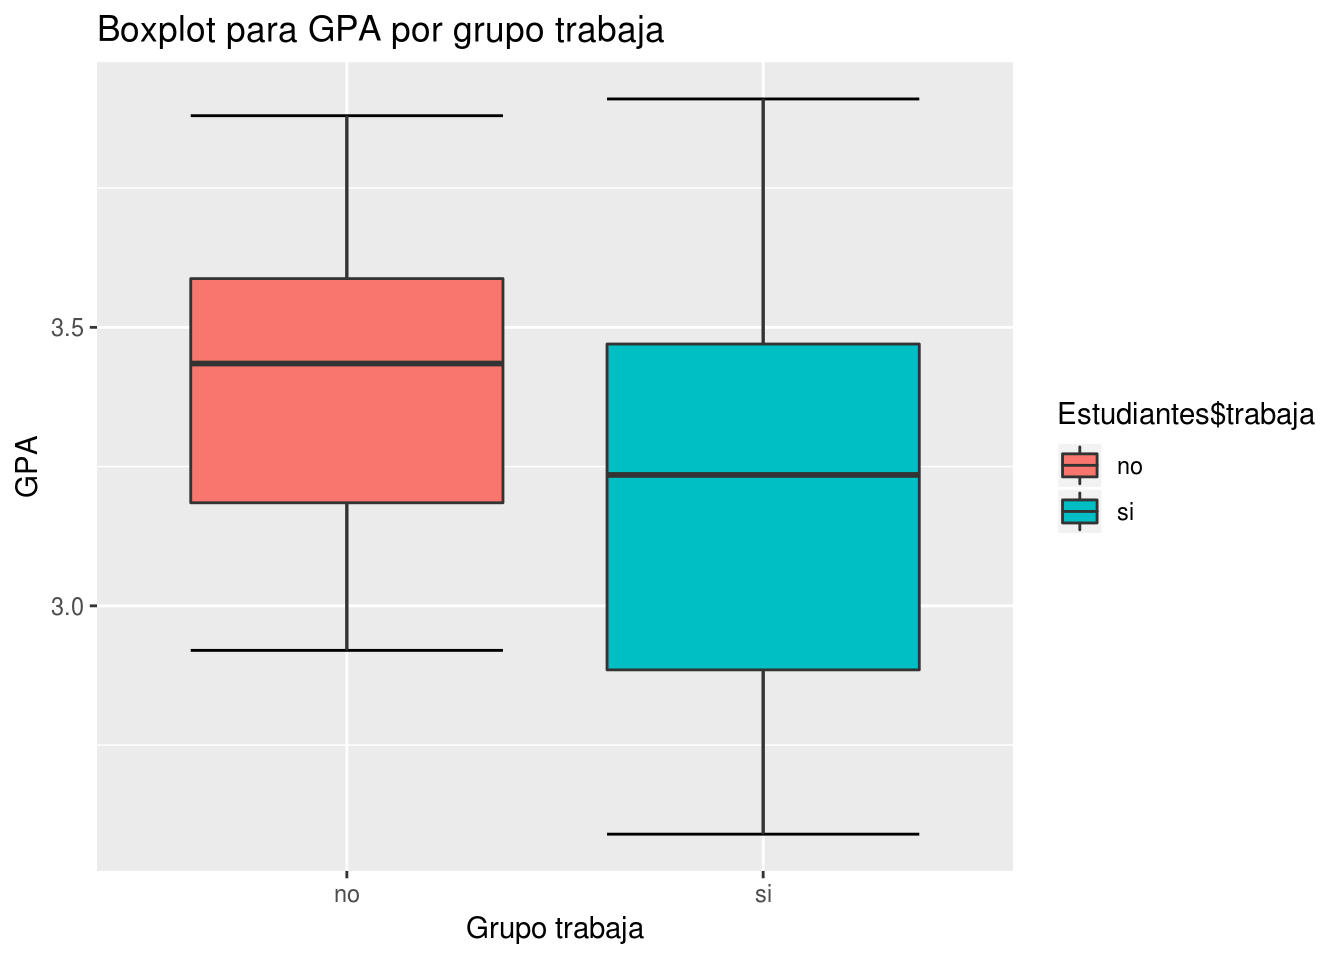 Boxplot para GPA por grupo trabaja
GPA
3.5
3.0
no
si
Grupo trabaja
Estudiantes$trabaja
no
si